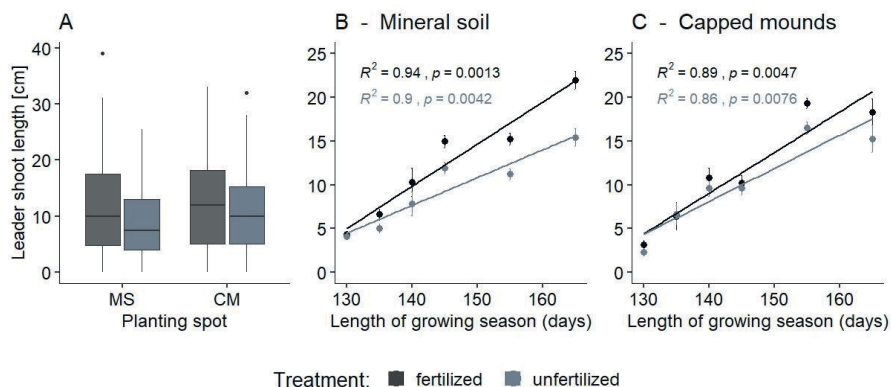 A
B - Mineral soil
C - Capped mounds
Leader shoot length [cm]
40
30
20
10
0
MS
CM
Planting spot
25
20
15
10
5
0
R² = 0.94 , p = 0.0013
R² = 0.9 , p = 0.0042
130
140
150
160
Length of growing season (days)
25
20
15
10
5
0
R² = 0.89 , p = 0.0047
R² = 0.86 , p = 0.0076
130
140
150
160
Length of growing season (days)
Treatment: fertilized unfertilized